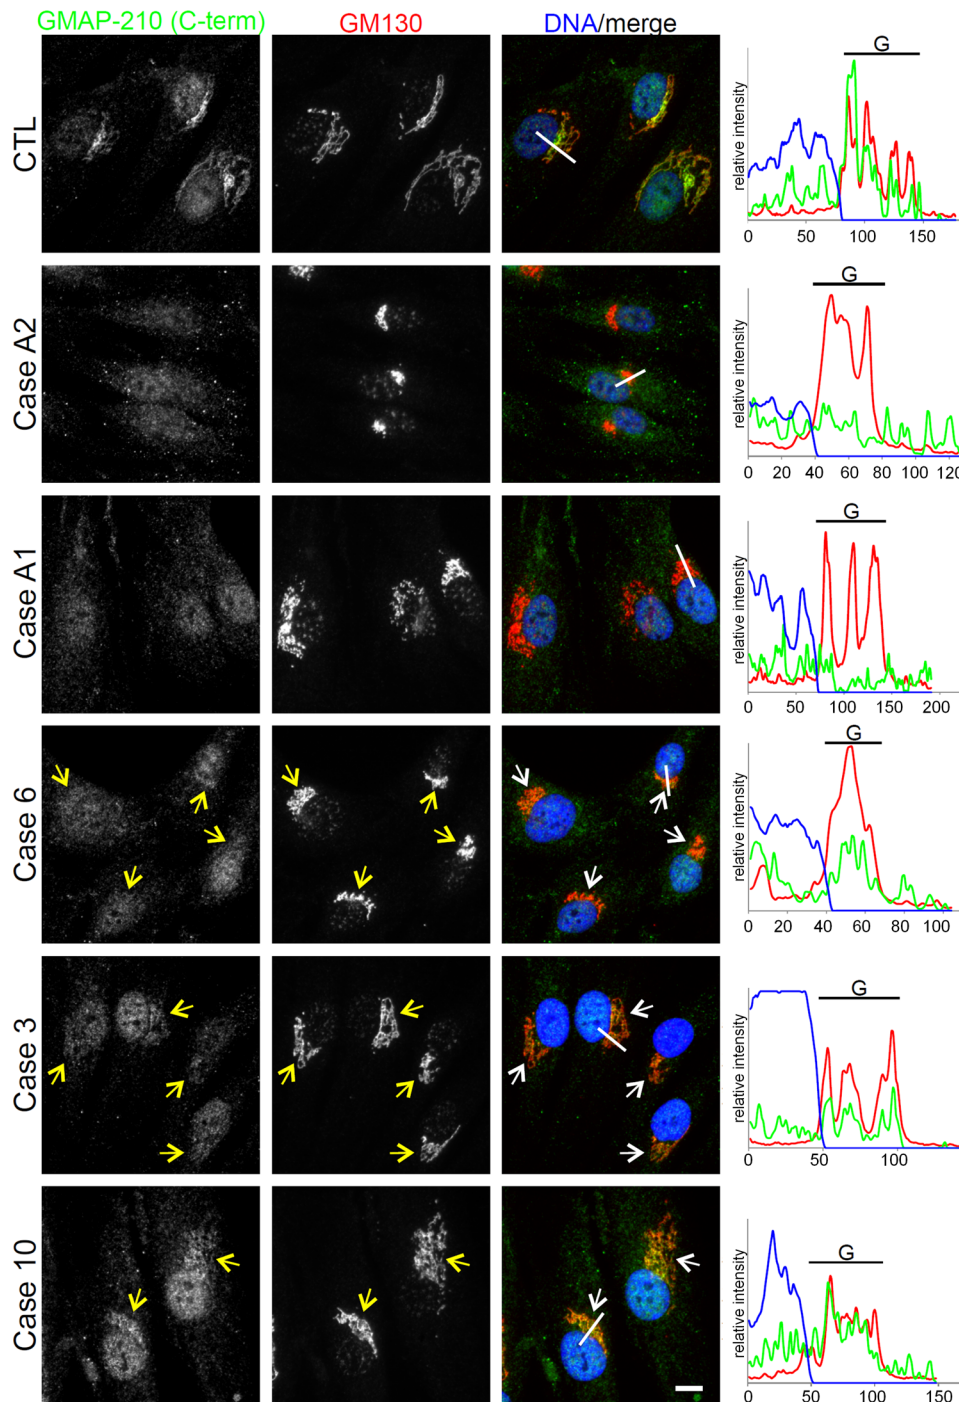 GMAP-210 (C-term) GM130 DNA/merge
CTL
G
relative intensity
0 50 100 150
Case A2
G
relative intensity
0 20 40 60 80 100 120
Case A1
G
relative intensity
0 50 100 150 200
Case 6
G
relative intensity
0 20 40 60 80 100
Case 3
G
relative intensity
0 50 100
Case 10
G
relative intensity
0 50 100 150